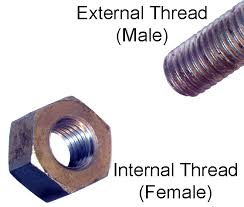 External Thread
(Male)
Internal Thread
(Female)